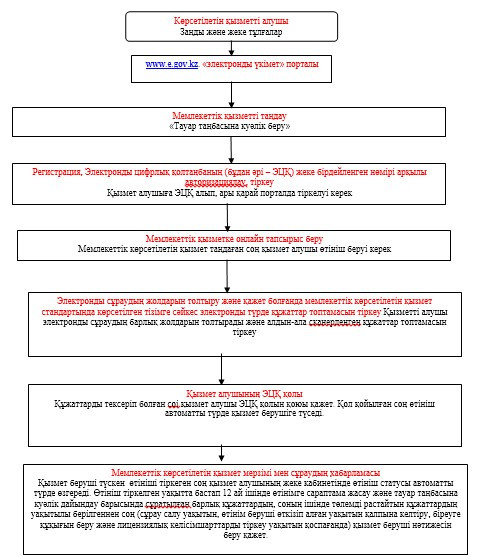 Көрсетілетін қызметті алушы
Заңды және жеке тұлғалар
www.e.gov.kz. «электронды үкімет» порталы
Мемлекеттік қызметті таңдау
«Тауар таңбасына куәлік беру»
Регистрация, Электронды цифрлық қолтаңбаның (бұдан әрі – ЭЦҚ) жеке бірдейленген нөмірі арқылы
авторизациялау, тіркеу
Қызмет алушыға ЭЦҚ алып, ары қарай порталда тіркелуі керек
Мемлекеттік қызметке онлайн тапсырыс беру
Мемлекеттік көрсетілетін қызмет таңдаған соң қызмет алушы өтініш беруі керек
Электронды сұраудың жолдарын толтыру және қажет болғанда мемлекеттік көрсетілетін қызмет
стандартында көрсетілген тізімге сәйкес электронды түрде құжаттар топтамасын тіркеу Қызметті алушы
электронды сұраудың барлық жолдарын толтырады және алдын-ала сканерденген құжаттар топтамасын
тіркеу
Қызмет алушының ЭЦҚ қолы
Құжаттарды тексеріп болған соң қызмет алушы ЭЦҚ қолын қоюы қажет. Қол қойылған соң өтініш
автоматты түрде қызмет берушіге түседі.
Мемлекеттік көрсетілетін қызмет мерзімі мен сұраудың хабарламасы
Қызмет беруші түскен өтінішті тіркеген соң қызмет алушының жеке кабинетінде өтініш статусы автоматты
түрде өзгереді. Өтініш тіркелген уақытта бастап 12 ай ішінде өтінімге сараптама жасау және тауар таңбасына
куәлік дайындау барысында сұратылған барлық құжаттардың, соның ішінде төлемді растайтын құжаттардың
уақытылы берілгеннен соң (сұрау салу уақытын, өтінім беруші өткізіп алған уақытын қалпына келтіру, біреуге
құқығын беру және лицензиялық келісімшарттарды тіркеу уақытын қоспағанда) қызмет беруші нәтижесін
беру қажет.